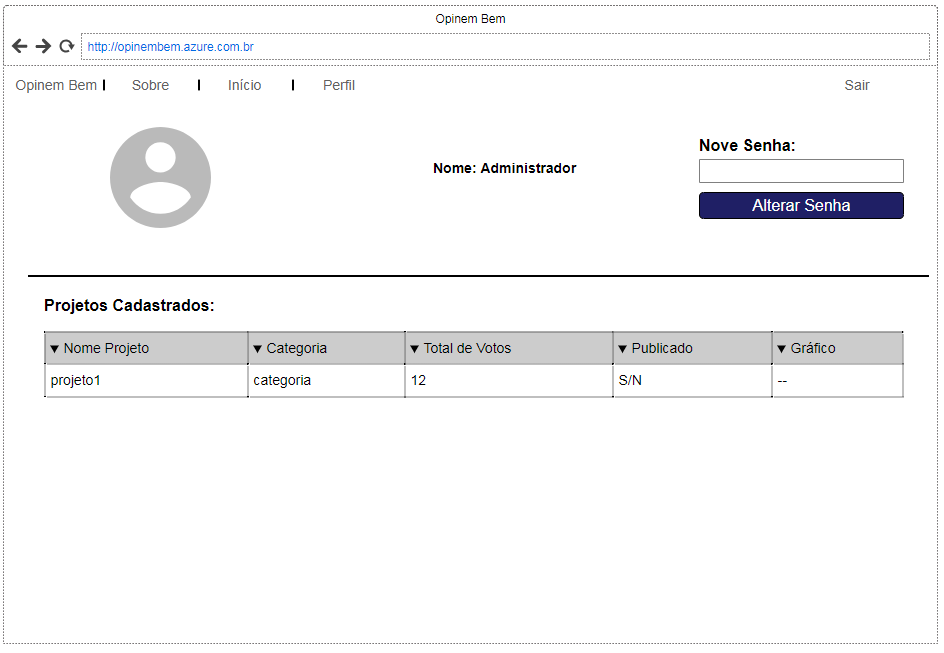 Opinem Bem
http://opinembem.azure.com.br
Opinem Bem Sobre Início Perfil Sair
Nove Senha:
Nome: Administrador
Alterar Senha
Projetos Cadastrados:
Nome Projeto Categoria Total de Votos Publicado Gráfico
projeto1 categoria 12 S/N --